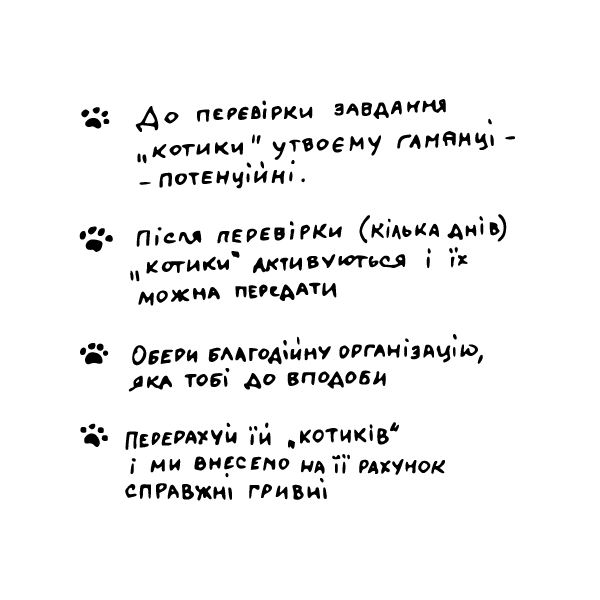 До перевірки завдання
„котики" утвоєму гаманці -
- потенційні.
Після перевірки (кілька днів)
„котики" активуються і їх
можна передати
Обери благодійну організацію,
яка тобі до вподоби
Перерахуй їй „котиків“
і ми внесемо на її рахунок
справжні гривні